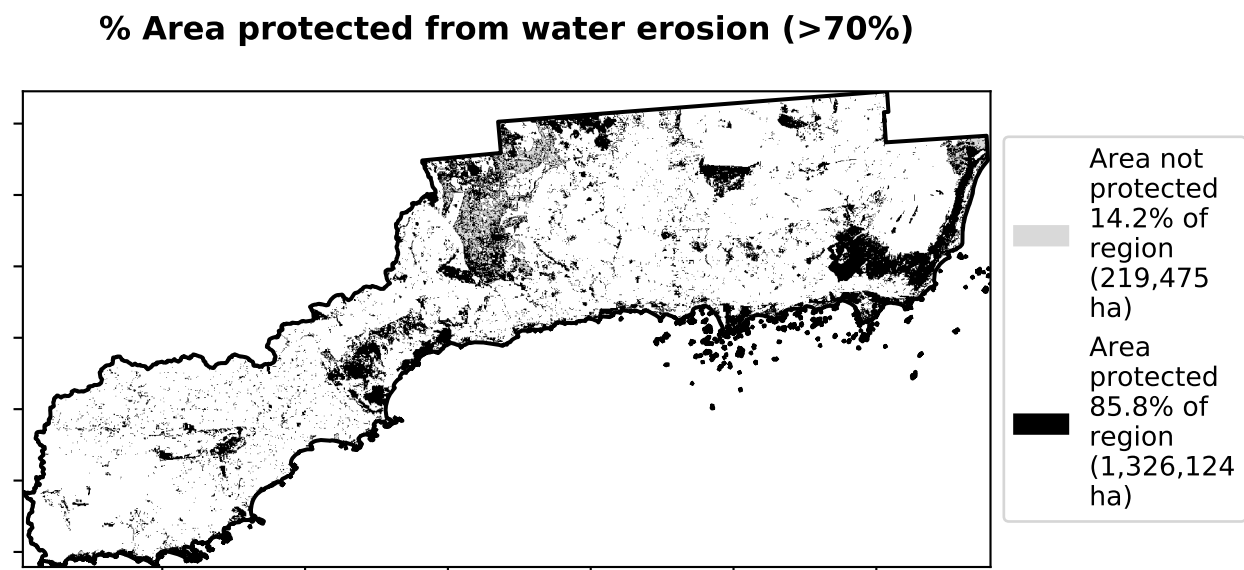 % Area protected from water erosion (>70%)
Area not
protected
14.2% of
region
(219,475
ha)
Area
protected
85.8% of
region
(1,326,124
ha)